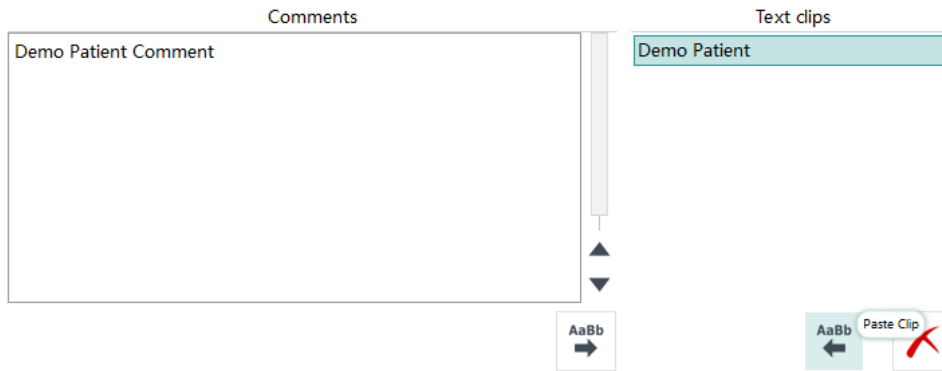 Comments
Text clips
Demo Patient Comment
Demo Patient
AaBb
AaBb
Paste Clip